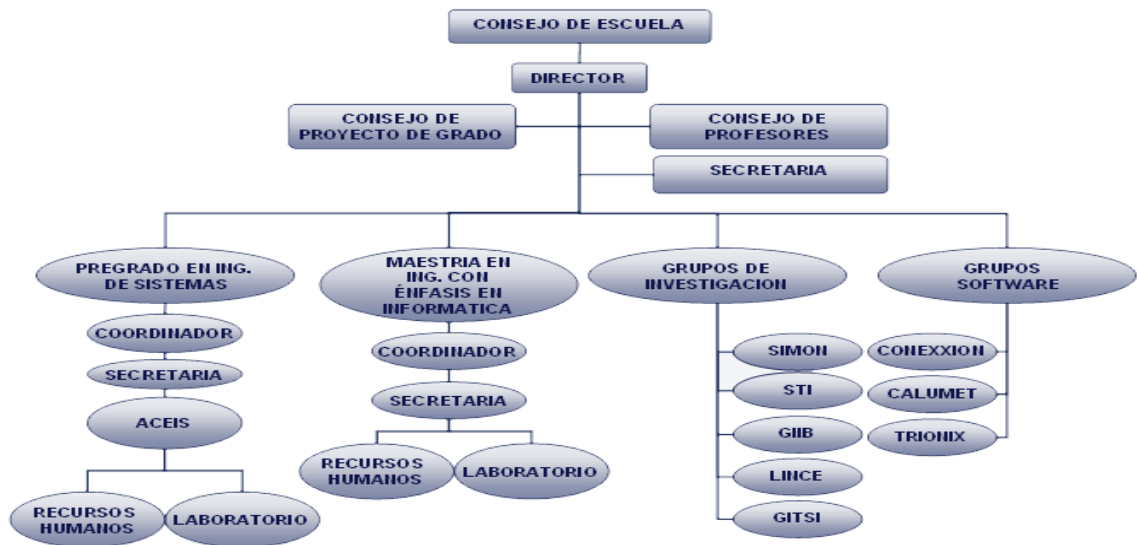 CONSEJO DE ESCUELA
DIRECTOR
CONSEJO DE
PROYECTO DE GRADO
CONSEJO DE
PROFESORES
SECRETARIA
PREGRADO EN ING.
DE SISTEMAS
COORDINADOR
SECRETARIA
ACEIS
RECURSOS
HUMANOS
LABORATORIO
MAESTRIA EN
ING. CON
ÉNFASIS EN
INFORMATICA
COORDINADOR
SECRETARIA
RECURSOS
HUMANOS
LABORATORIO
GRUPOS DE
INVESTIGACION
SIMON
STI
GIIB
LINCE
GITSI
GRUPOS
SOFTWARE
CONEXXION
CALUMET
TRIONIX